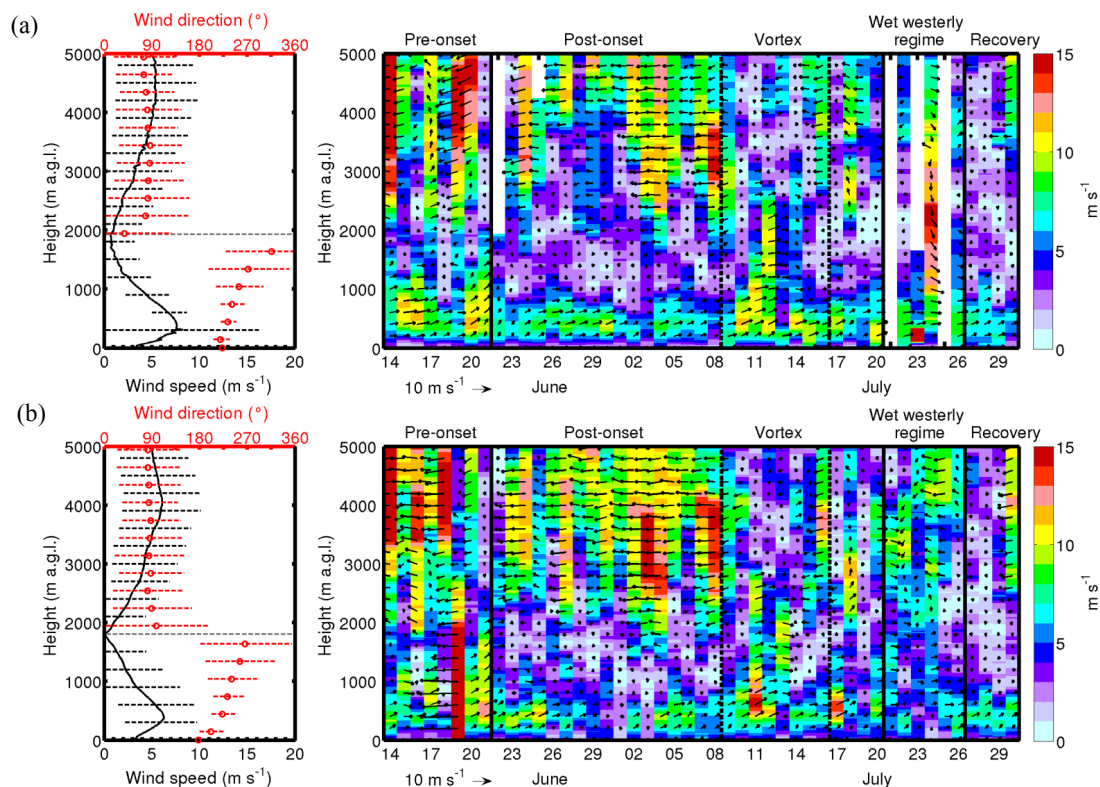 (a)
Wind direction (°)
0 90 180 270 360
5000
4000
3000
2000
1000
0
Height (m a.g.l.)
0 5 10 15 20
Wind speed (m s⁻¹)
Wet westerly
Pre-onset Post-onset Vortex regime Recovery
5000
4000
3000
2000
1000
0
Height (m a.g.l.)
14 17 20 23 26 29 02 05 08 11 14 17 20 23 26 29
10 m s⁻¹ June July
15
10
5
0
m s⁻¹
(b)
Wind direction (°)
0 90 180 270 360
5000
4000
3000
2000
1000
0
Height (m a.g.l.)
0 5 10 15 20
Wind speed (m s⁻¹)
Wet westerly
Pre-onset Post-onset Vortex regime Recovery
5000
4000
3000
2000
1000
0
Height (m a.g.l.)
14 17 20 23 26 29 02 05 08 11 14 17 20 23 26 29
10 m s⁻¹ June July
15
10
5
0
m s⁻¹